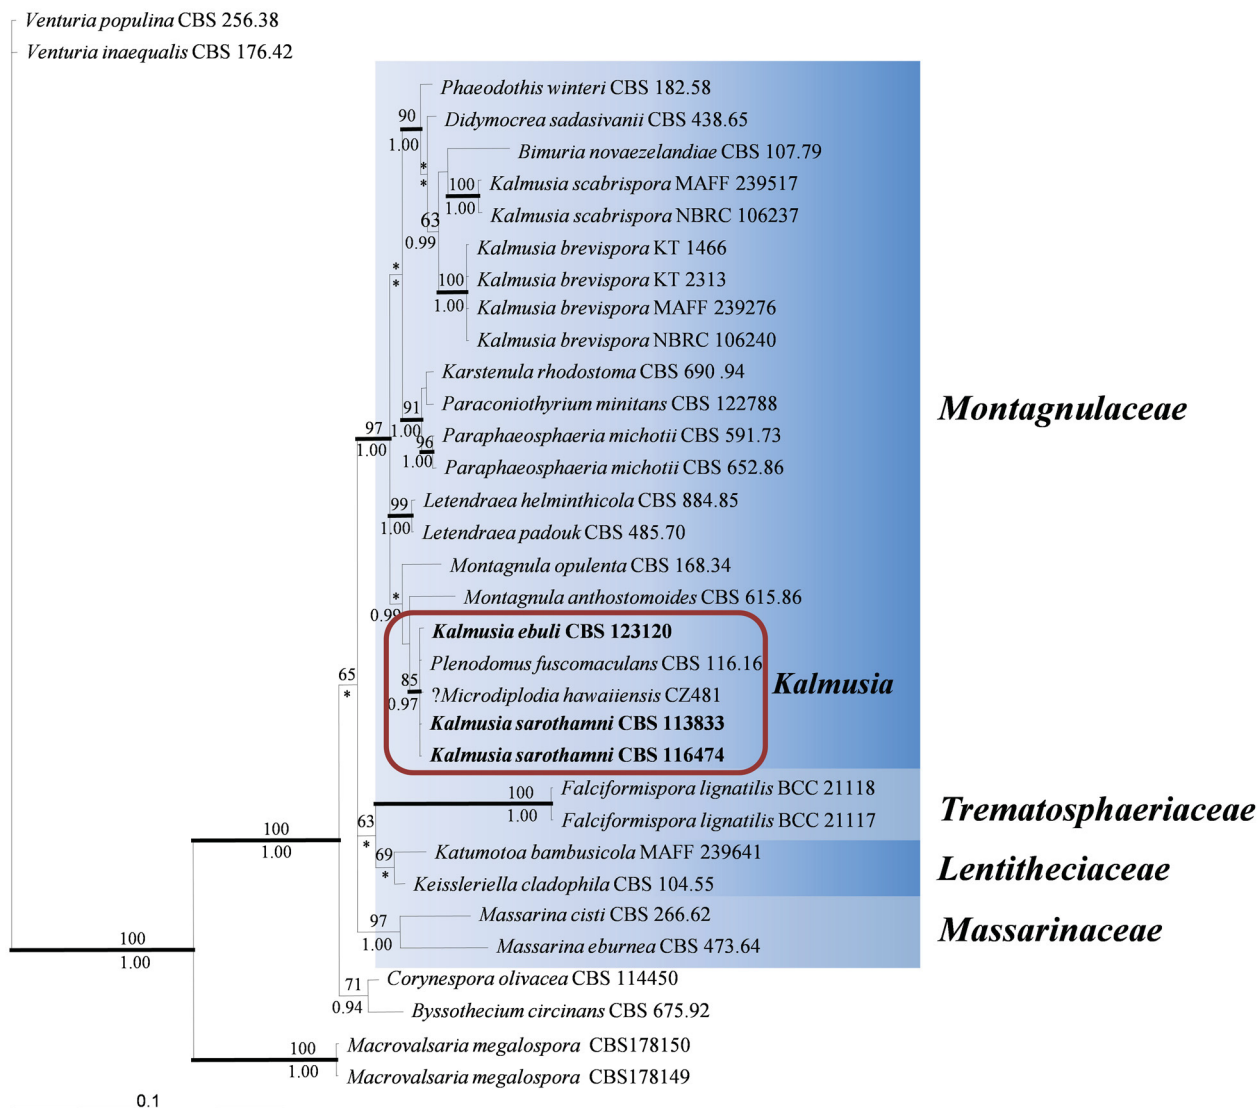 Venturia populina CBS 256.38
Venturia inaequalis CBS 176.42
Phaeodothis winteri CBS 182.58
90
1.00
Didymocrea sadasivanii CBS 438.65
*
*
Bimuria novaezelandiae CBS 107.79
Kalmusia scabrispora MAFF 239517
100
1.00
Kalmusia scabrispora NBRC 106237
63
0.99
Kalmusia brevispora KT 1466
*
*
Kalmusia brevispora KT 2313
100
1.00
Kalmusia brevispora MAFF 239276
Kalmusia brevispora NBRC 106240
Karstenula rhodostoma CBS 690 .94
Paraconiothyrium minitans CBS 122788
91
1.00
Montagnulaceae
97
1.00
Paraphaeosphaeria michotii CBS 591.73
96
1.00
Paraphaeosphaeria michotii CBS 652.86
Letendraea helminthicola CBS 884.85
99
1.00
Letendraea padouk CBS 485.70
Montagnula opulenta CBS 168.34
Montagnula anthostomoides CBS 615.86
*
0.99
Kalmusia ebuli CBS 123120
Plenodomus fuscomaculans CBS 116.16
85
0.97
Kalmusia
?Microdiplodia hawaiiensis CZ481
65
*
Kalmusia sarothamni CBS 113833
Kalmusia sarothamni CBS 116474
Falciformispora lignatilis BCC 21118
100
1.00
Trematosphaeriaceae
Falciformispora lignatilis BCC 21117
63
*
100
1.00
Katumotoa bambusicola MAFF 239641
69
*
Lentitheciaceae
Keissleriella cladophila CBS 104.55
Massarina cisti CBS 266.62
97
1.00
Massarinaceae
Massarina eburnea CBS 473.64
100
1.00
Corynespora olivacea CBS 114450
71
0.94
Byssothecium circinans CBS 675.92
Macrovalsaria megalospora CBS178150
100
1.00
Macrovalsaria megalospora CBS178149
0.1